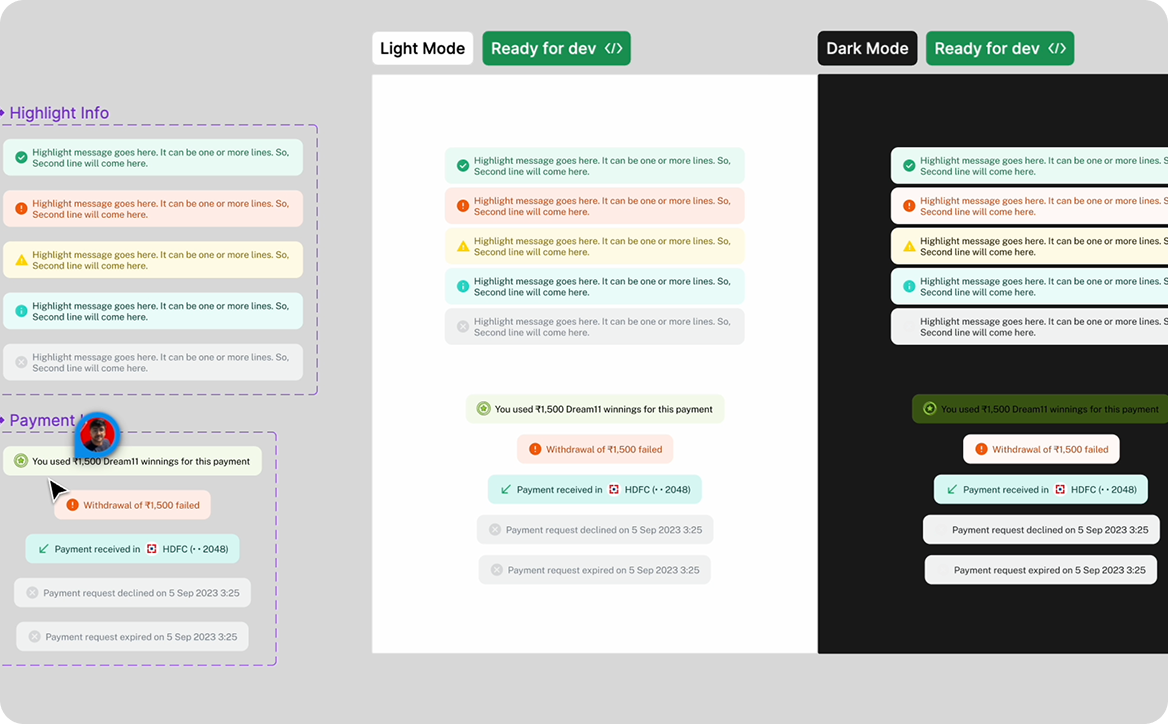 Light Mode
Ready for dev </>
Dark Mode
Ready for dev </>
Highlight Info
Highlight message goes here. It can be one or more lines. So,
Second line will come here.
Highlight message goes here. It can be one or more lines. So,
Second line will come here.
Highlight message goes here. It can be one or more lines. So,
Second line will come here.
Highlight message goes here. It can be one or more lines. So,
Second line will come here.
Highlight message goes here. It can be one or more lines. So,
Second line will come here.
Payment
You used ₹1,500 Dream11 winnings for this payment
Withdrawal of ₹1,500 failed
Payment received in HDFC (•• 2048)
Payment request declined on 5 Sep 2023 3:25
Payment request expired on 5 Sep 2023 3:25
Highlight message goes here. It can be one or more lines. So,
Second line will come here.
Highlight message goes here. It can be one or more lines. So,
Second line will come here.
Highlight message goes here. It can be one or more lines. So,
Second line will come here.
Highlight message goes here. It can be one or more lines. So,
Second line will come here.
Highlight message goes here. It can be one or more lines. So,
Second line will come here.
You used ₹1,500 Dream11 winnings for this payment
Withdrawal of ₹1,500 failed
Payment received in HDFC (•• 2048)
Payment request declined on 5 Sep 2023 3:25
Payment request expired on 5 Sep 2023 3:25
Highlight message goes here. It can be one or more lines. S
Second line will come here.
Highlight message goes here. It can be one or more lines. S
Second line will come here.
Highlight message goes here. It can be one or more lines. S
Second line will come here.
Highlight message goes here. It can be one or more lines. S
Second line will come here.
Highlight message goes here. It can be one or more lines. S
Second line will come here.
You used ₹1,500 Dream11 winnings for this payment
Withdrawal of ₹1,500 failed
Payment received in HDFC (•• 2048)
Payment request declined on 5 Sep 2023 3:25
Payment request expired on 5 Sep 2023 3:25